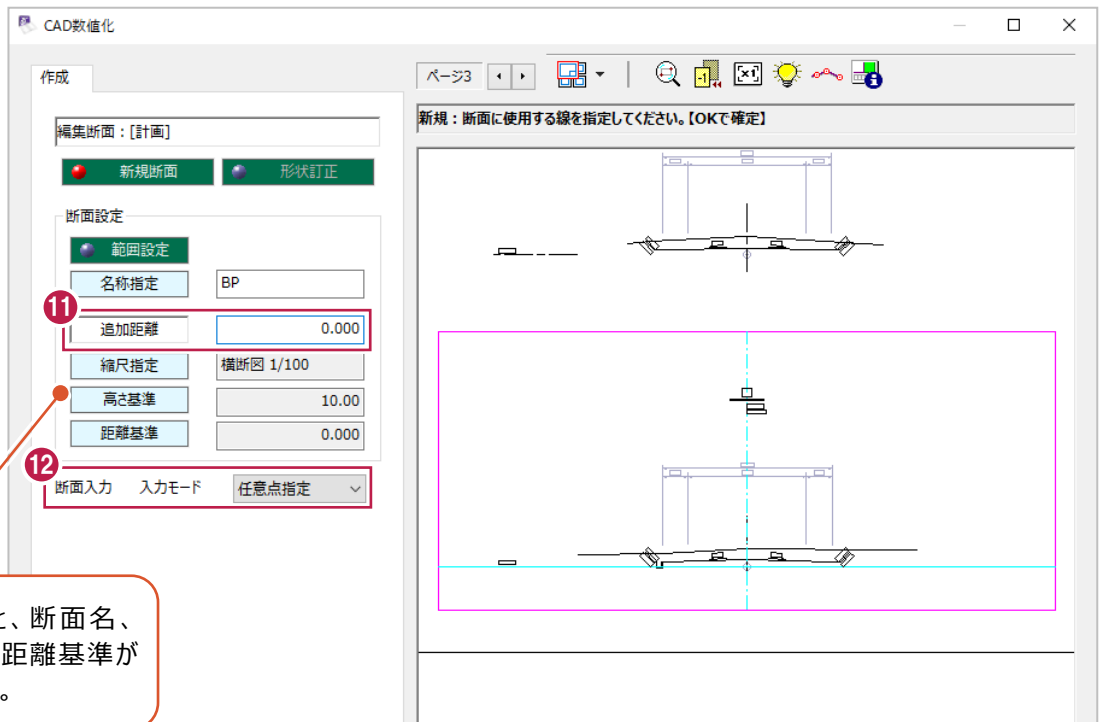 CAD数値化
作成
編集断面：[計画]
新規断面 形状訂正
断面設定
範囲設定
名称指定 BP
11
追加距離 0.000
縮尺指定 横断図 1/100
高さ基準 10.00
距離基準 0.000
12
断面入力 入力モード 任意点指定
と、断面名、
距離基準が
。
ページ3
-1
x1
新規：断面に使用する線を指定してください。【OKで確定】